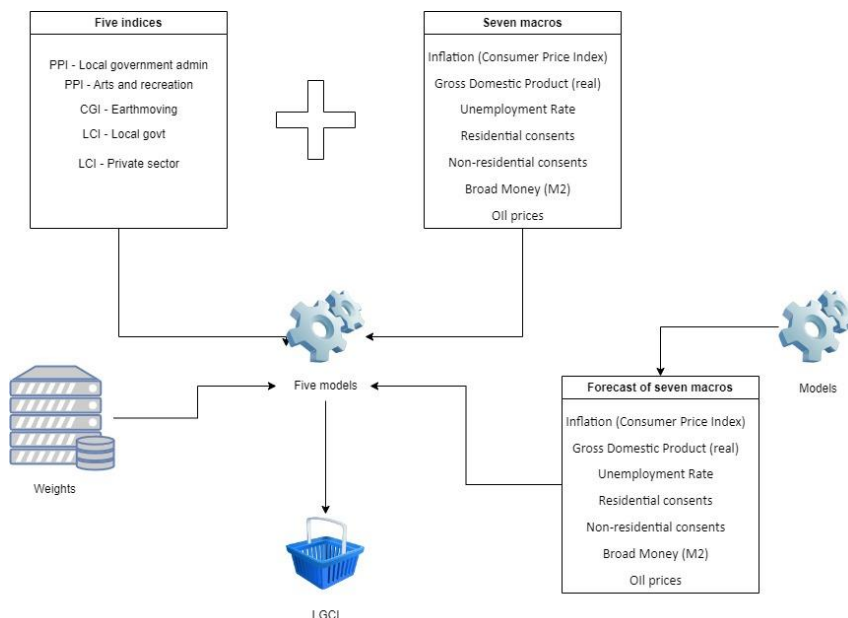 Five indices
PPI - Local government admin
PPI - Arts and recreation
CGI - Earthmoving
LCI - Local govt
LCI - Private sector
Seven macros
Inflation (Consumer Price Index)
Gross Domestic Product (real)
Unemployment Rate
Residential consents
Non-residential consents
Broad Money (M2)
OIl prices
Five models
Weights
LGCI
Models
Forecast of seven macros
Inflation (Consumer Price Index)
Gross Domestic Product (real)
Unemployment Rate
Residential consents
Non-residential consents
Broad Money (M2)
OIl prices